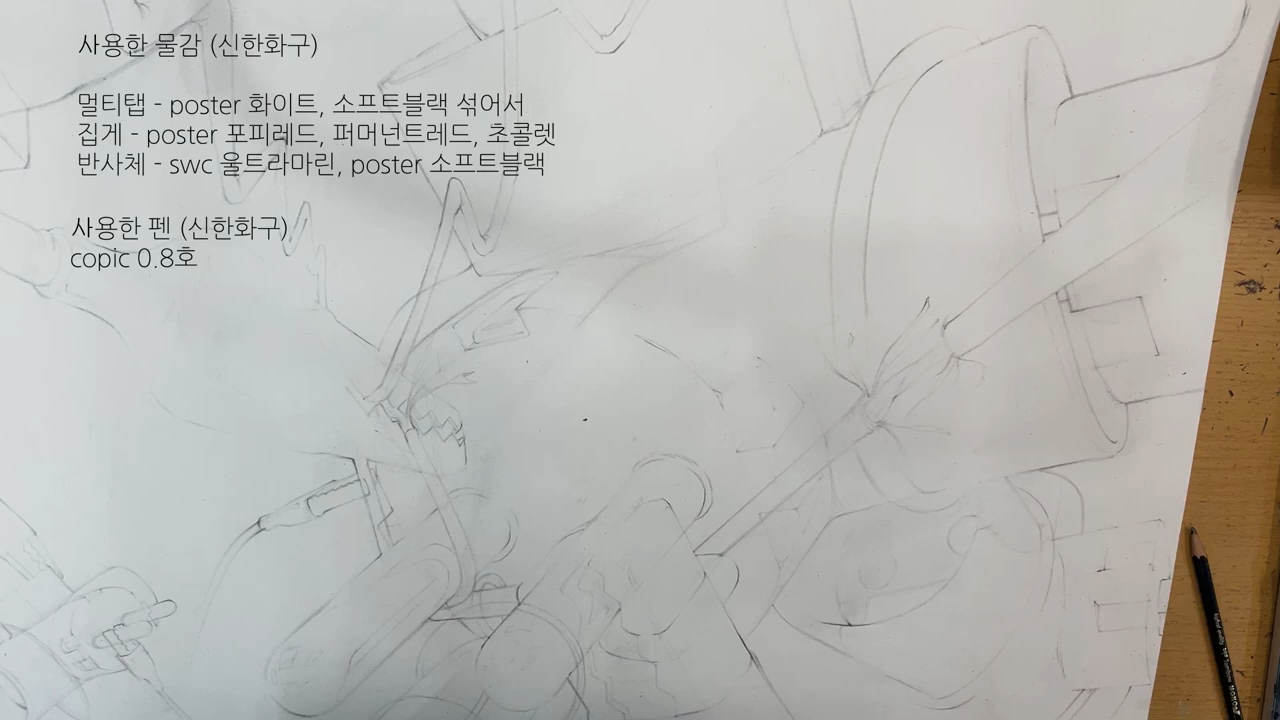 사용한 물감 (신한화구)
멀티탭 - poster 화이트, 소프트블랙 섞어서
집게 - poster 포피레드, 퍼머넌트레드, 초콜렛
반사체 - swc 울트라마린, poster 소프트블랙
사용한 펜 (신한화구)
copic 0.8호